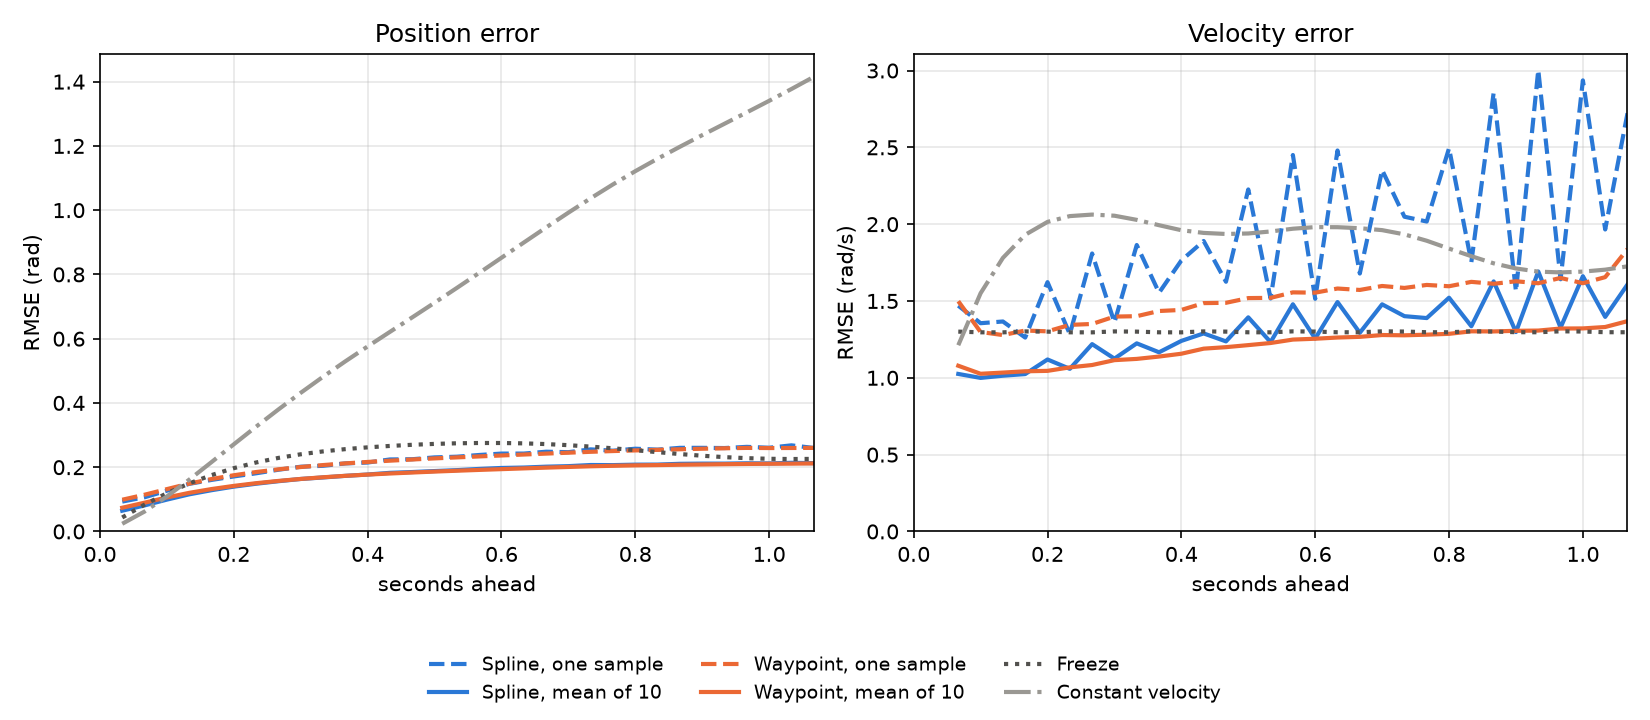 Position error
Velocity error
RMSE (rad)
1.4
1.2
1.0
0.8
0.6
0.4
0.2
0.0
0.0 0.2 0.4 0.6 0.8 1.0
seconds ahead
RMSE (rad/s)
3.0
2.5
2.0
1.5
1.0
0.5
0.0
0.0 0.2 0.4 0.6 0.8 1.0
seconds ahead
Spline, one sample
Spline, mean of 10
Waypoint, one sample
Waypoint, mean of 10
Freeze
Constant velocity